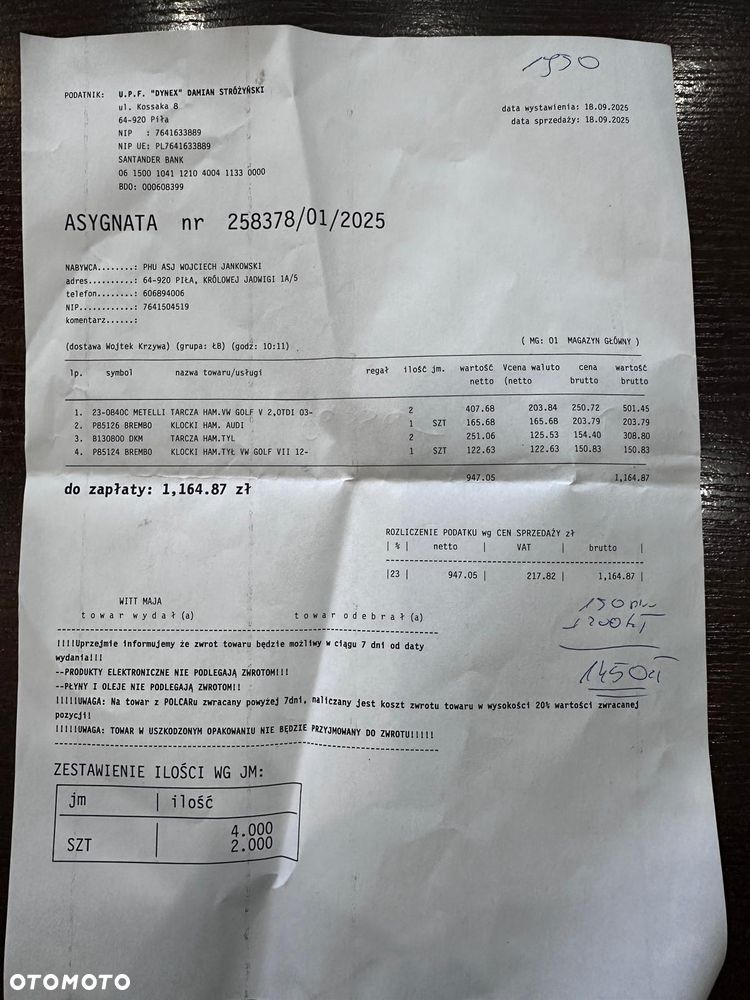 1990
PODATNIK: U.P.F. "DYNEX" DAMIAN STRÓŻYŃSKI
ul. Kossaka 8
64-920 Piła
NIP : 7641633889
NIP UE: PL7641633889
SANTANDER BANK
06 1500 1041 1210 4004 1133 0000
BDO: 000608399
data wystawienia: 18.09.2025
data sprzedaży: 18.09.2025
ASYGNATA nr 258378/01/2025
NABYWCA........: PHU ASJ WOJCIECH JANKOWSKI
adres..........: 64-920 PIŁA, KRÓLOWEJ JADWIGI 1A/5
telefon........: 606894006
NIP............: 7641504519
komentarz......:
(dostawa Wojtek Krzywa) (grupa: ŁB) (godź: 10:11) ( MG: 01 MAGAZYN GŁÓWNY )
lp. symbol nazwa towaru/usługi regał ilość jm. wartość Vcena waluto cena wartość
netto (netto brutto brutto
1. 23-0840C METELLI TARCZA HAM.VW GOLF V 2,0TDI 03- 2 407.68 203.84 250.72 501.45
2. P85126 BREMBO KLOCKI HAM. AUDI 1 SZT 165.68 165.68 203.79 203.79
3. B130800 DKM TARCZA HAM.TYL 2 251.06 125.53 154.40 308.80
4. P85124 BREMBO KLOCKI HAM.TYŁ VW GOLF VII 12- 1 SZT 122.63 122.63 150.83 150.83
947.05 1,164.87
do zapłaty: 1,164.87 zł
ROZLICZENIE PODATKU wg CEN SPRZEDAŻY zł
| % | netto | VAT | brutto |
|23 | 947.05 | 217.82 | 1,164.87 |
WITT MAJA
towar wydał(a) towar odebrał(a)
1200
1450zł
!!!!Uprzejmie informujemy że zwrot towaru będzie możliwy w ciągu 7 dni od daty
wydania!!!
--PRODUKTY ELEKTRONICZNE NIE PODLEGAJĄ ZWROTOM!!!
--PŁYNY I OLEJE NIE PODLEGAJĄ ZWROTOM!!
!!!!!UWAGA: Na towar z POLCARu zwracany powyżej 7dni, naliczany jest koszt zwrotu towaru w wysokości 20% wartości zwracanej
pozycji!
!!!!!UWAGA: TOWAR W USZKODZONYM OPAKOWANIU NIE BĘDZIE PRZYJMOWANY DO ZWROTU!!!!!
ZESTAWIENIE ILOŚCI WG JM:
jm | ilość
4.000
SZT | 2.000
OTOMOTO